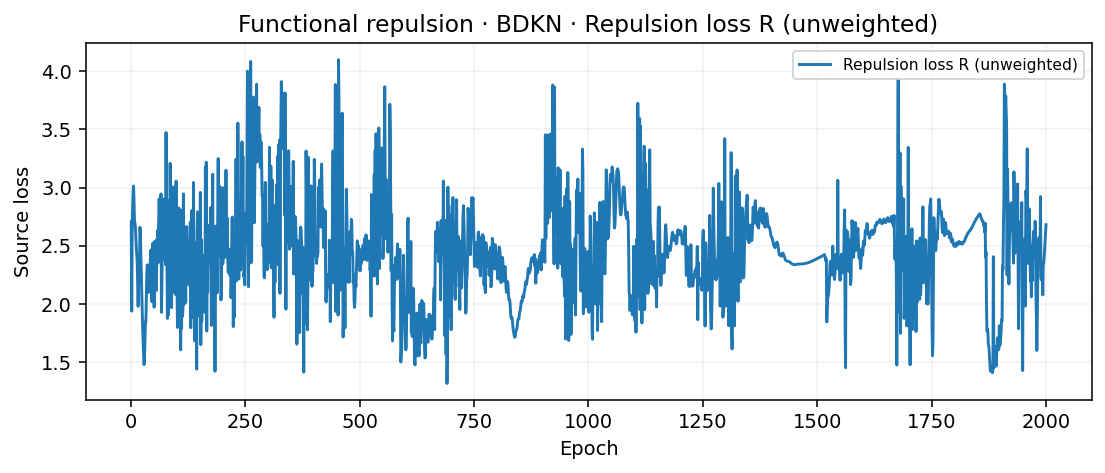 Functional repulsion · BDKN · Repulsion loss R (unweighted)
Repulsion loss R (unweighted)
Source loss
4.0
3.5
3.0
2.5
2.0
1.5
0 250 500 750 1000 1250 1500 1750 2000
Epoch